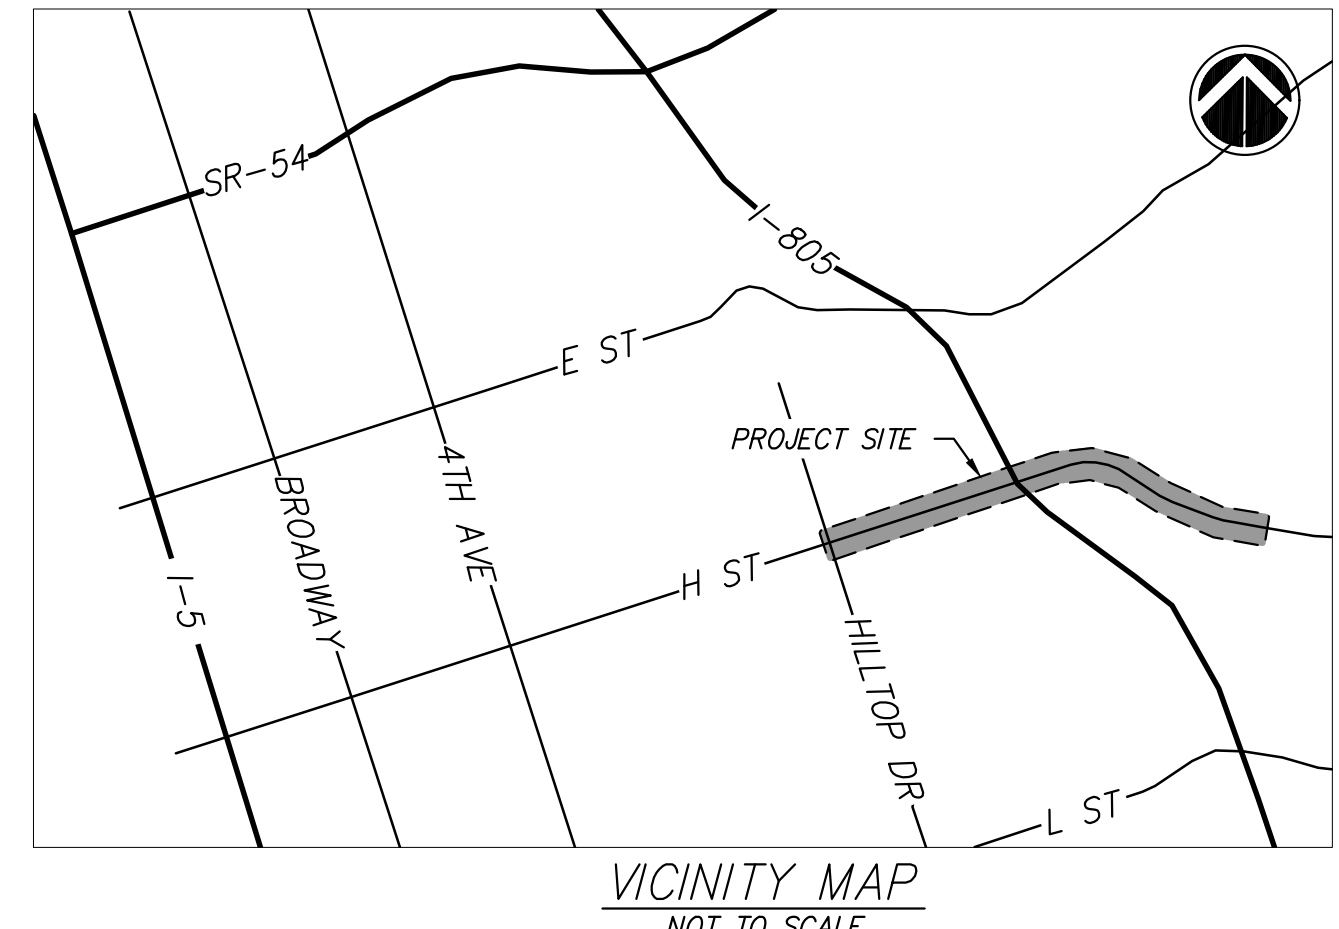 SR-54
I-805
E ST
PROJECT SITE
4TH AVE
BROADWAY
H ST
I-5
HILLTOP DR
L ST
VICINITY MAP
NOT TO SCALE